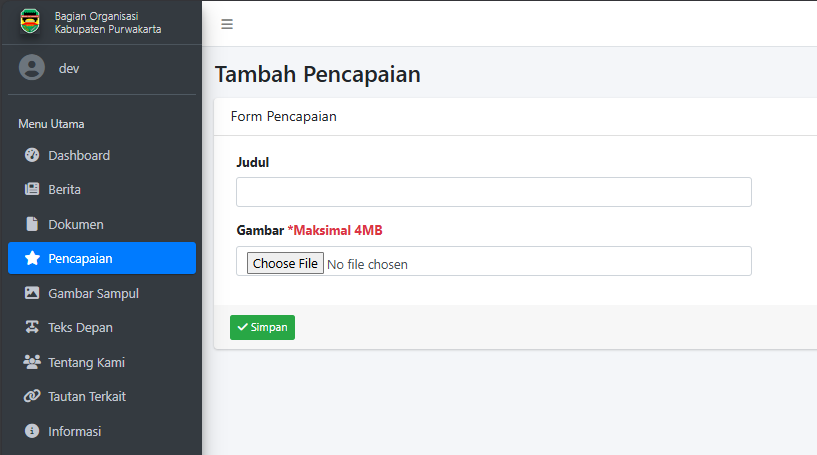 Bagian Organisasi
Kabupaten Purwakarta
dev
Menu Utama
Dashboard
Berita
Dokumen
Pencapaian
Gambar Sampul
Teks Depan
Tentang Kami
Tautan Terkait
Informasi
Tambah Pencapaian
Form Pencapaian
Judul
Gambar *Maksimal 4MB
Choose File No file chosen
Simpan